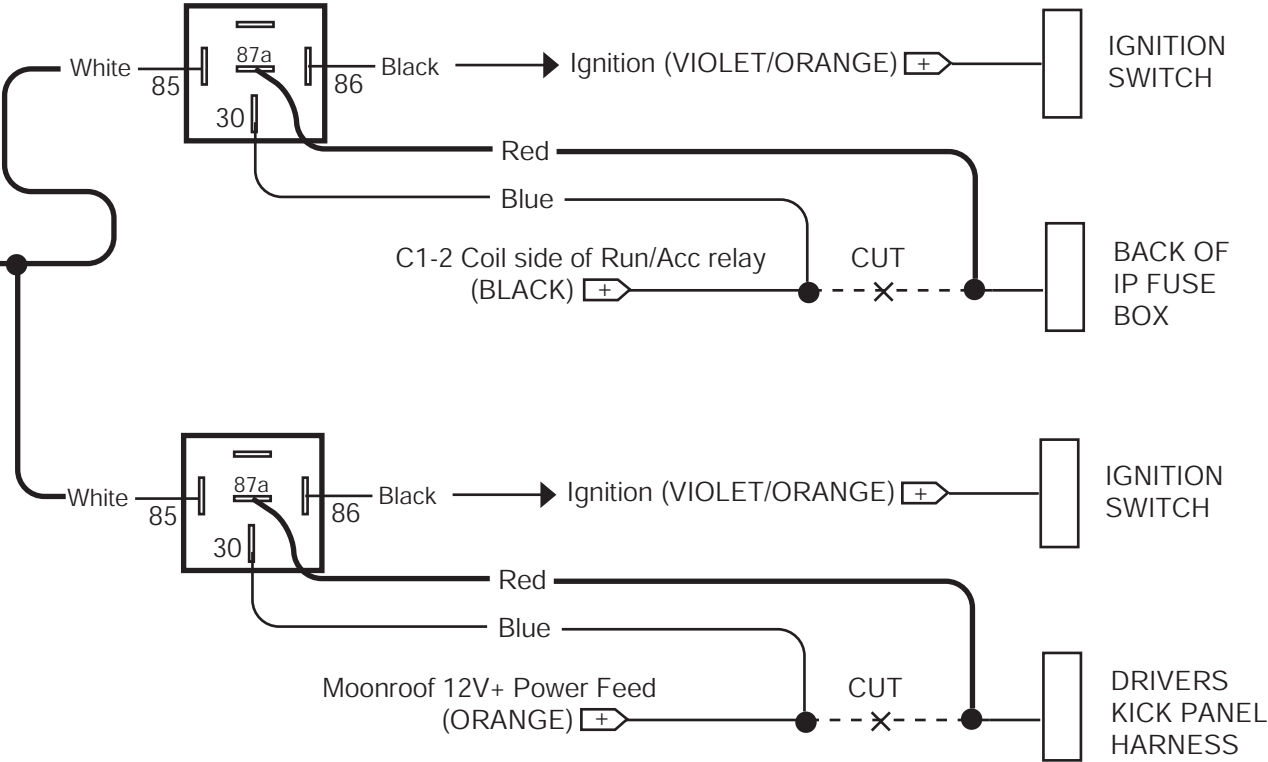 87a
White
85
86
Black
Ignition (VIOLET/ORANGE)
+
IGNITION
SWITCH
30
Red
Blue
C1-2 Coil side of Run/Acc relay
(BLACK)
+
CUT
BACK OF
IP FUSE
BOX
87a
White
85
86
Black
Ignition (VIOLET/ORANGE)
+
IGNITION
SWITCH
30
Red
Blue
Moonroof 12V+ Power Feed
(ORANGE)
+
CUT
DRIVERS
KICK PANEL
HARNESS